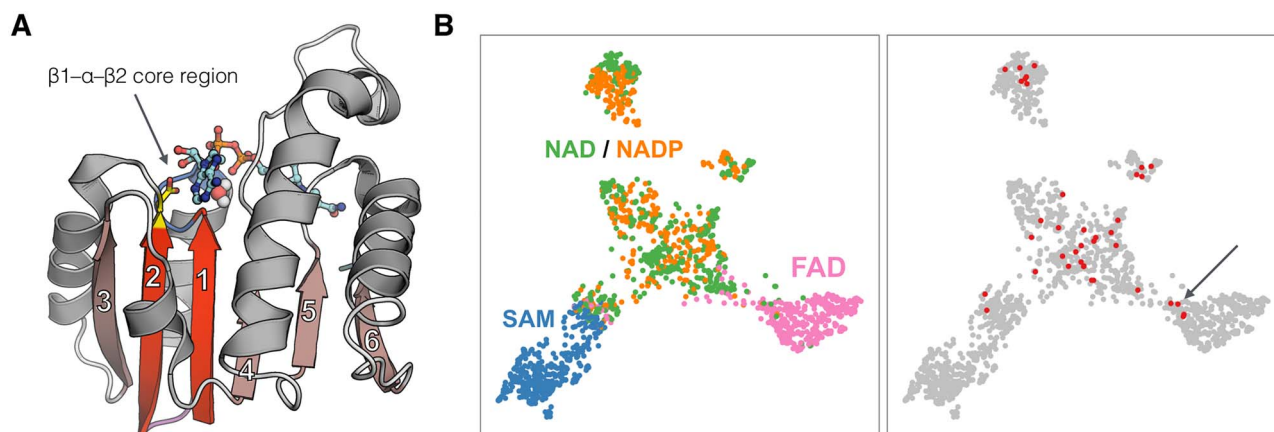 A
β1–α–β2 core region
3
2
1
4
5
6
B
NAD / NADP
FAD
SAM